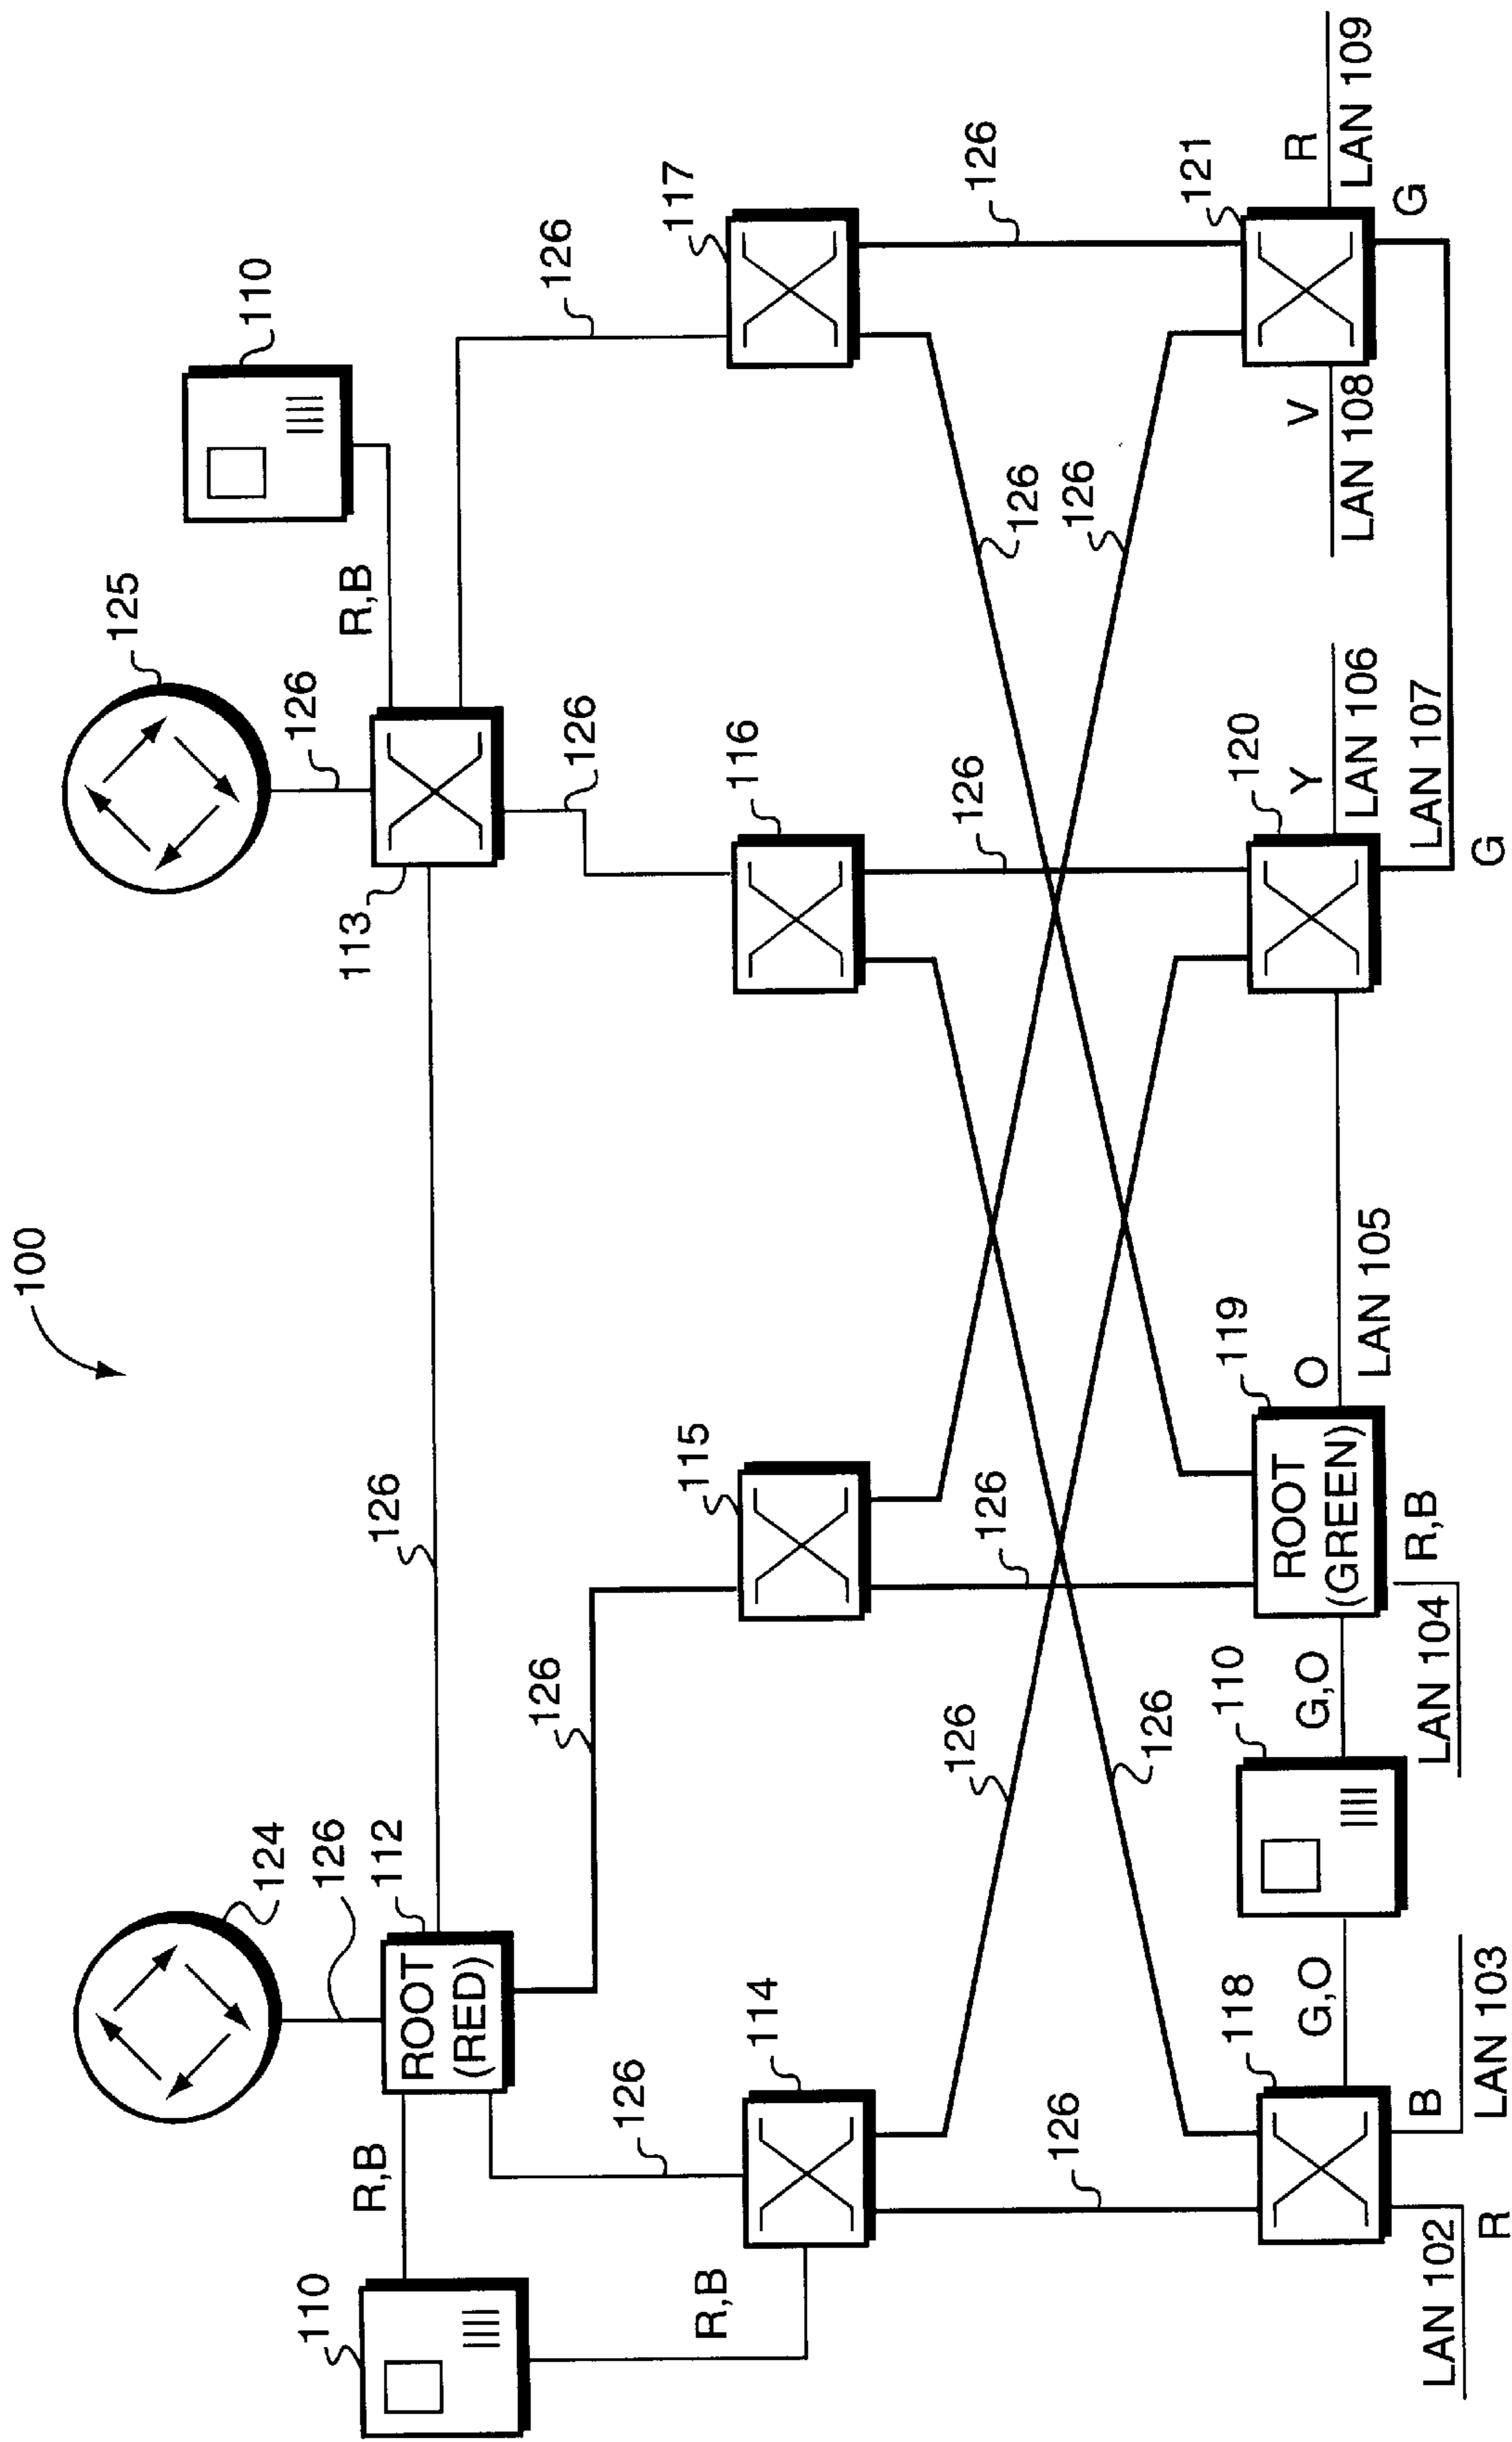 100
124
126
125
126
110
110
R,B
ROOT
(RED)
112
126
113
R,B
126
126
126
126
R,B
114
115
116
117
126
126
126
126
126
126
126
126
118
G,O
110
G,O
ROOT
(GREEN)
119
O
120
Y
V
121
R
LAN 102
R
B
LAN 103
LAN 104
R,B
LAN 105
LAN 106
LAN 107
G
LAN 108
LAN 109
G